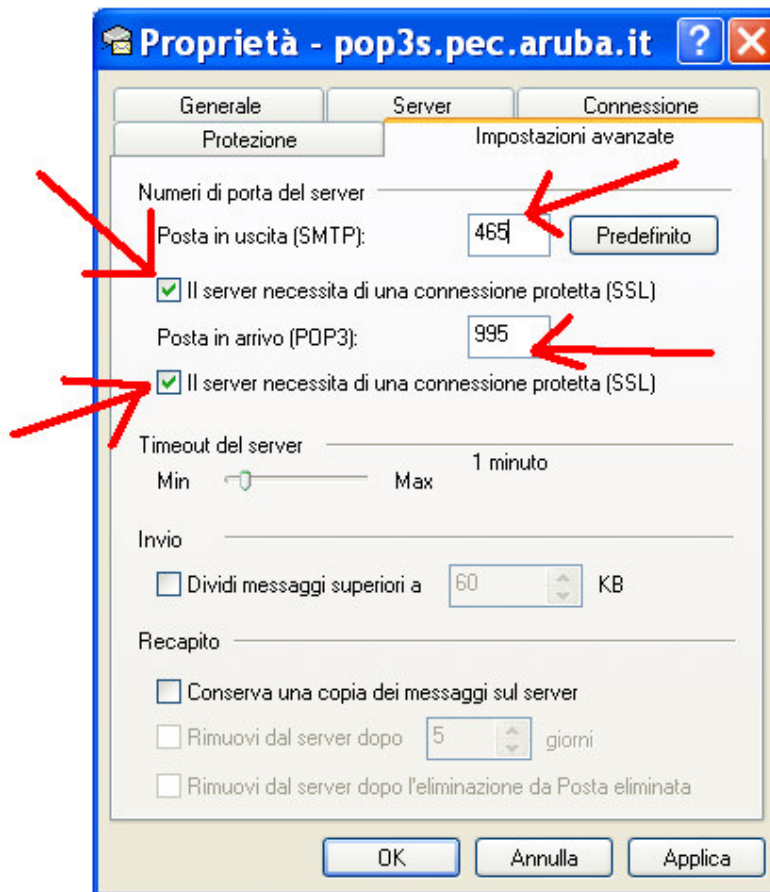 Proprietà - pop3s.pec.aruba.it
Generale Server Connessione
Protezione Impostazioni avanzate
Numeri di porta del server
Posta in uscita (SMTP): 465 Predefinito
Il server necessita di una connessione protetta (SSL)
Posta in arrivo (POP3): 995
Il server necessita di una connessione protetta (SSL)
Timeout del server
Min Max 1 minuto
Invio
Dividi messaggi superiori a 60 KB
Recapito
Conserva una copia dei messaggi sul server
Rimuovi dal server dopo 5 giorni
Rimuovi dal server dopo l'eliminazione da Posta eliminata
OK Annulla Applica